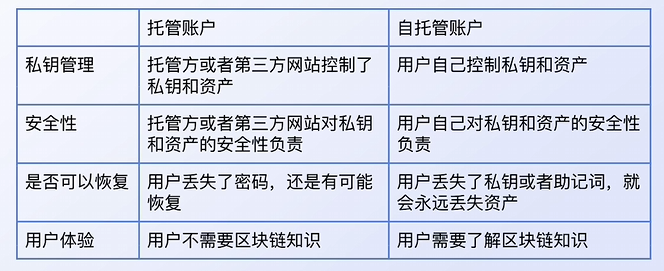 托管账户
自托管账户
私钥管理
托管方或者第三方网站控制了
私钥和资产
用户自己控制私钥和资产
安全性
托管方或者第三方网站对私钥
和资产的安全性负责
用户自己对私钥和资产的安全性
负责
是否可以恢复
用户丢失了密码，还是有可能
恢复
用户丢失了私钥或者助记词，就
会永远丢失资产
用户体验
用户不需要区块链知识
用户需要了解区块链知识